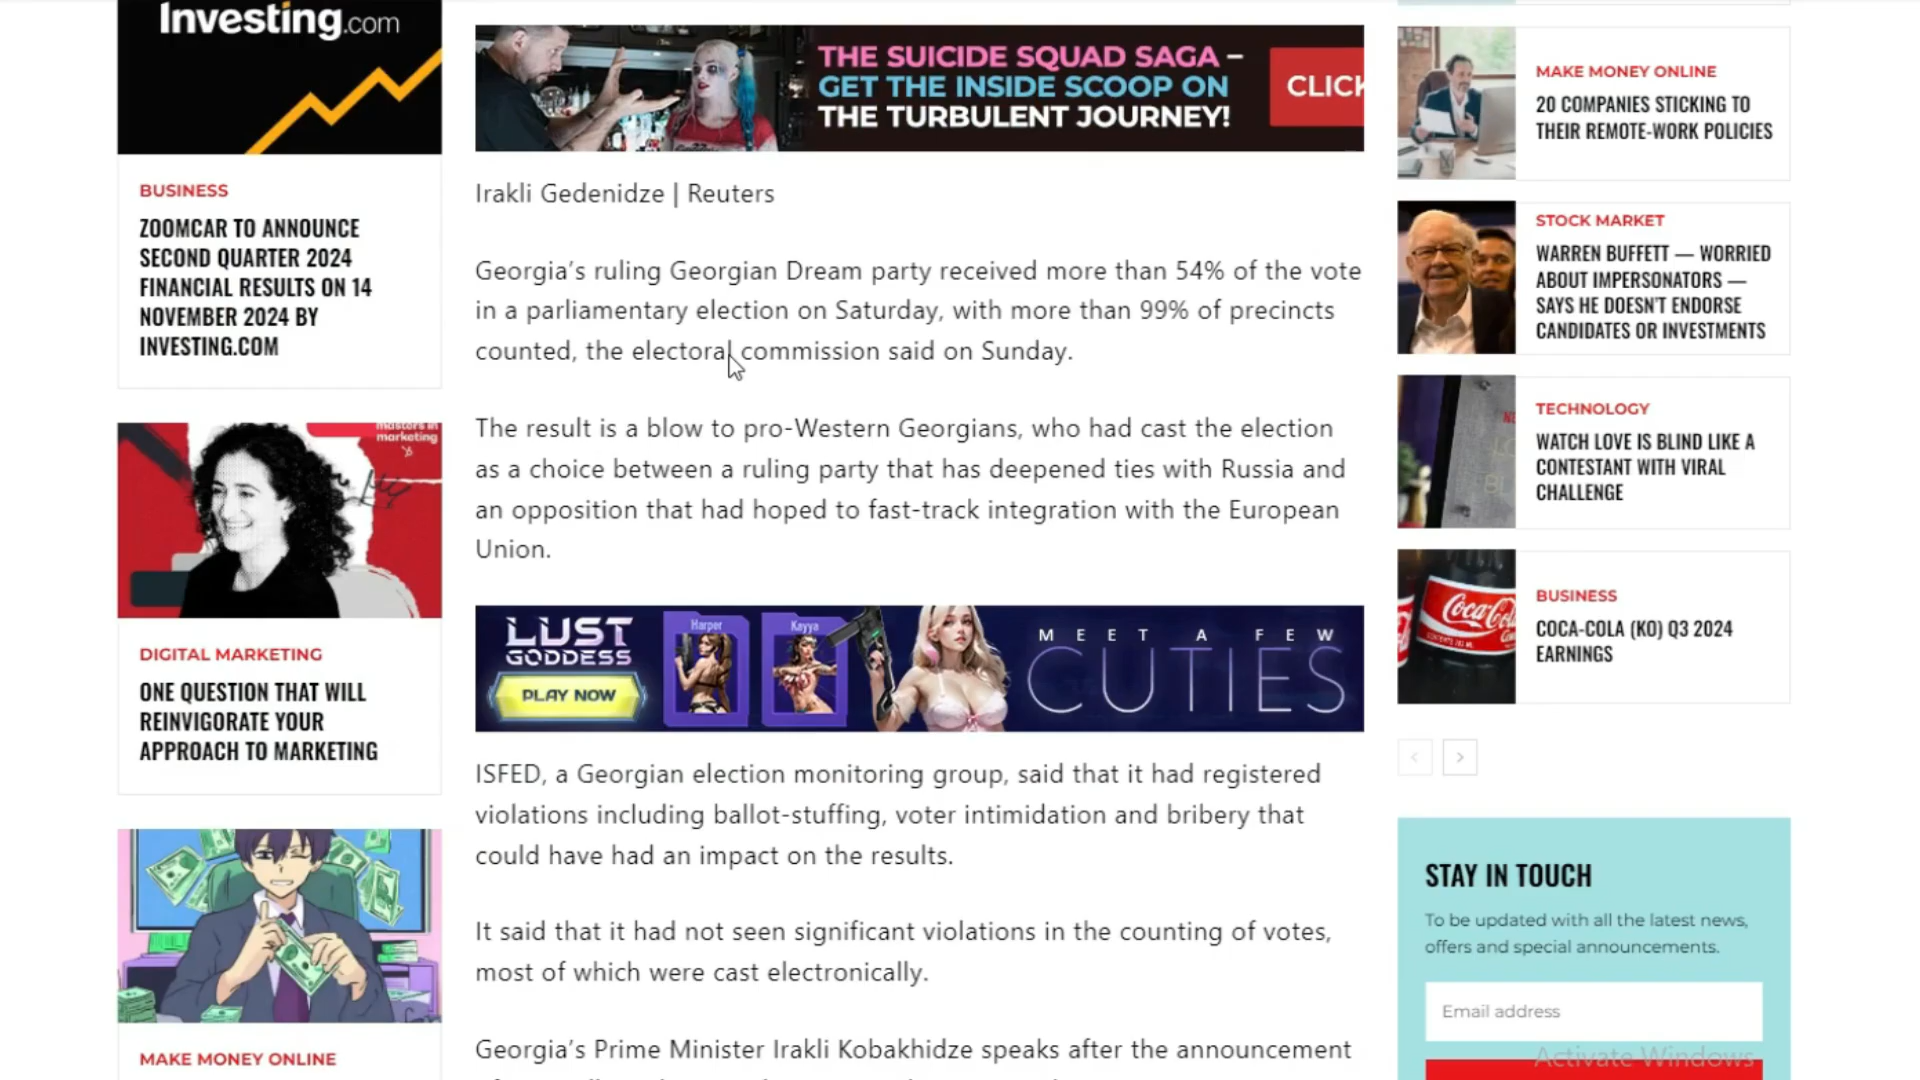 Investing.com
BUSINESS
ZOOMCAR TO ANNOUNCE
SECOND QUARTER 2024
FINANCIAL RESULTS ON 14
NOVEMBER 2024 BY
INVESTING.COM
masters in
marketing
DIGITAL MARKETING
ONE QUESTION THAT WILL
REINVIGORATE YOUR
APPROACH TO MARKETING
MAKE MONEY ONLINE
THE SUICIDE SQUAD SAGA –
GET THE INSIDE SCOOP ON
THE TURBULENT JOURNEY!
CLICK
Irakli Gedenidze | Reuters
Georgia’s ruling Georgian Dream party received more than 54% of the vote
in a parliamentary election on Saturday, with more than 99% of precincts
counted, the electoral commission said on Sunday.
The result is a blow to pro-Western Georgians, who had cast the election
as a choice between a ruling party that has deepened ties with Russia and
an opposition that had hoped to fast-track integration with the European
Union.
LUST
GODDESS
PLAY NOW
Harper
Kayya
MEET A FEW
CUTIES
ISFED, a Georgian election monitoring group, said that it had registered
violations including ballot-stuffing, voter intimidation and bribery that
could have had an impact on the results.
It said that it had not seen significant violations in the counting of votes,
most of which were cast electronically.
Georgia’s Prime Minister Irakli Kobakhidze speaks after the announcement
MAKE MONEY ONLINE
20 COMPANIES STICKING TO
THEIR REMOTE-WORK POLICIES
STOCK MARKET
WARREN BUFFETT — WORRIED
ABOUT IMPERSONATORS —
SAYS HE DOESN'T ENDORSE
CANDIDATES OR INVESTMENTS
TECHNOLOGY
WATCH LOVE IS BLIND LIKE A
CONTESTANT WITH VIRAL
CHALLENGE
Coca-Cola
BUSINESS
COCA-COLA (KO) Q3 2024
EARNINGS
STAY IN TOUCH
To be updated with all the latest news,
offers and special announcements.
Email address
Activate Windows